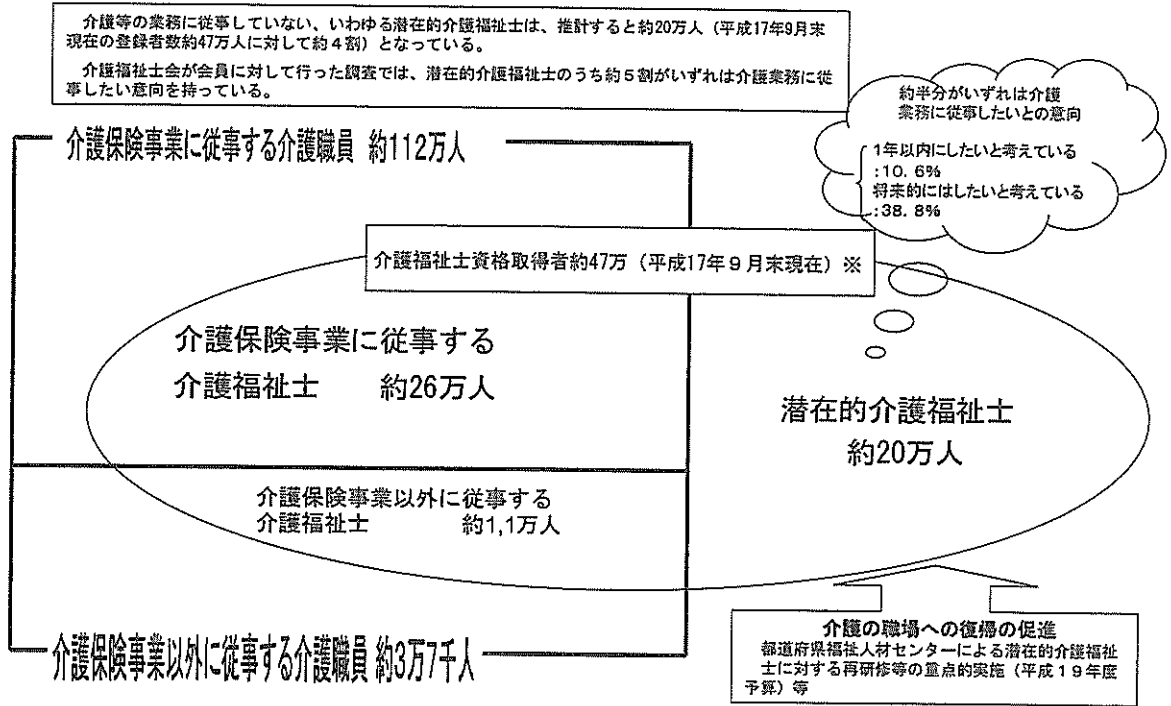 介護等の業務に従事していない、いわゆる潜在的介護福祉士は、推計すると約20万人（平成17年9月末
現在の登録者数約47万人に対して約４割）となっている。
介護福祉士会が会員に対して行った調査では、潜在的介護福祉士のうち約５割がいずれは介護業務に従
事したい意向を持っている。
約半分がいずれは介護
業務に従事したいとの意向
1年以内にしたいと考えている
:10.6%
将来的にはしたいと考えている
:38.8%
介護保険事業に従事する介護職員 約112万人
介護福祉士資格取得者約47万（平成17年９月末現在）※
介護保険事業に従事する
介護福祉士　　約26万人
潜在的介護福祉士
約20万人
介護保険事業以外に従事する
介護福祉士　　約1,1万人
介護保険事業以外に従事する介護職員 約3万7千人
介護の職場への復帰の促進
都道府県福祉人材センターによる潜在的介護福祉
士に対する再研修等の重点的実施（平成１９年度
予算）等